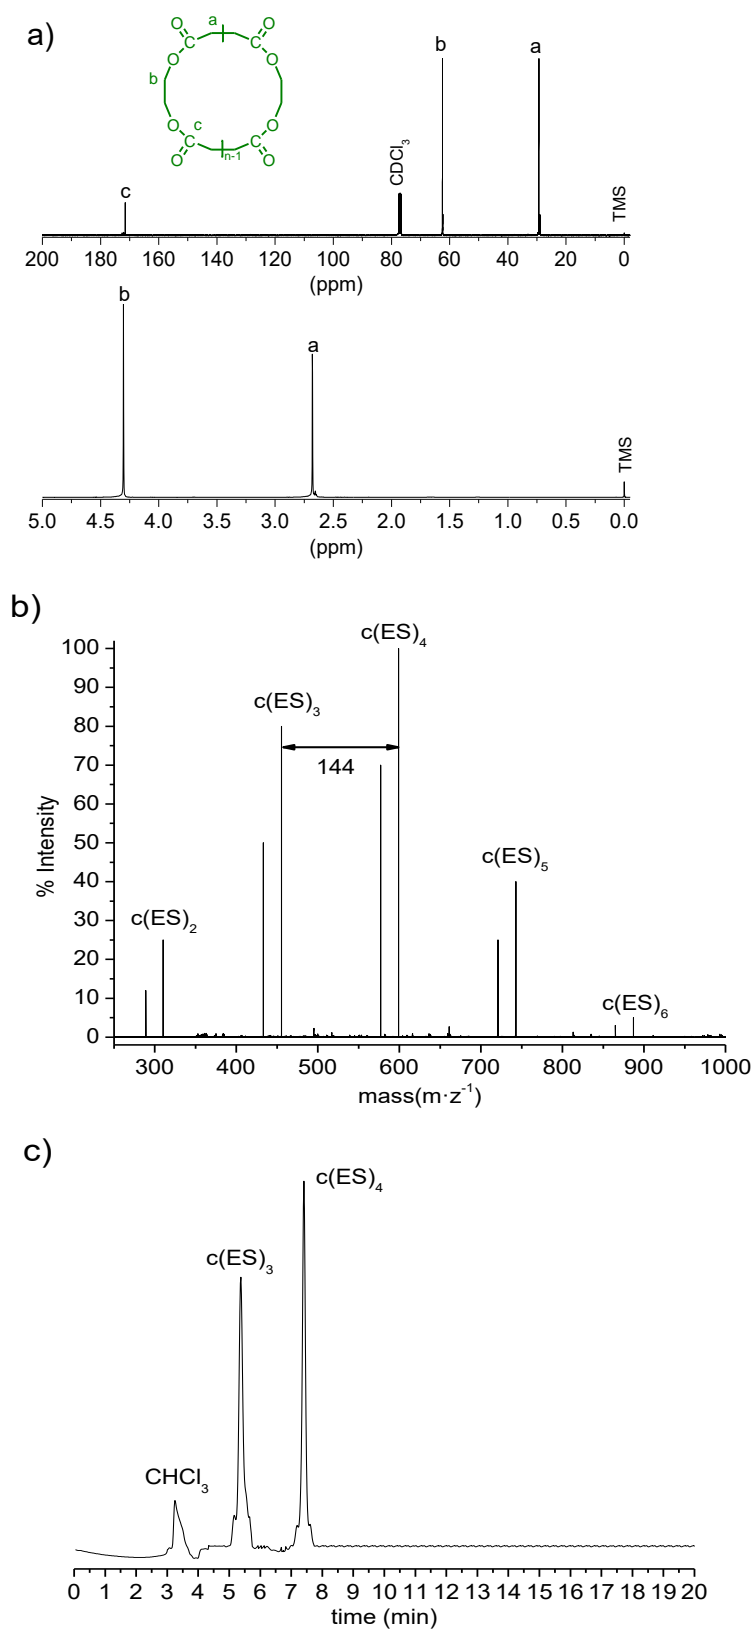 a)
O a O
C C
O O
b
O c O
C C
O n-1 O
c
CDCl₃
b
a
TMS
200 180 160 140 120 100 80 60 40 20 0
(ppm)
b
a
TMS
5.0 4.5 4.0 3.5 3.0 2.5 2.0 1.5 1.0 0.5 0.0
(ppm)
b)
c(ES)₄
100
90
c(ES)₃
80
70
144
60
% Intensity
50
c(ES)₅
40
30
c(ES)₂
20
10
c(ES)₆
0
300 400 500 600 700 800 900 1000
mass(m·z⁻¹)
c)
c(ES)₄
c(ES)₃
CHCl₃
0 1 2 3 4 5 6 7 8 9 10 11 12 13 14 15 16 17 18 19 20
time (min)